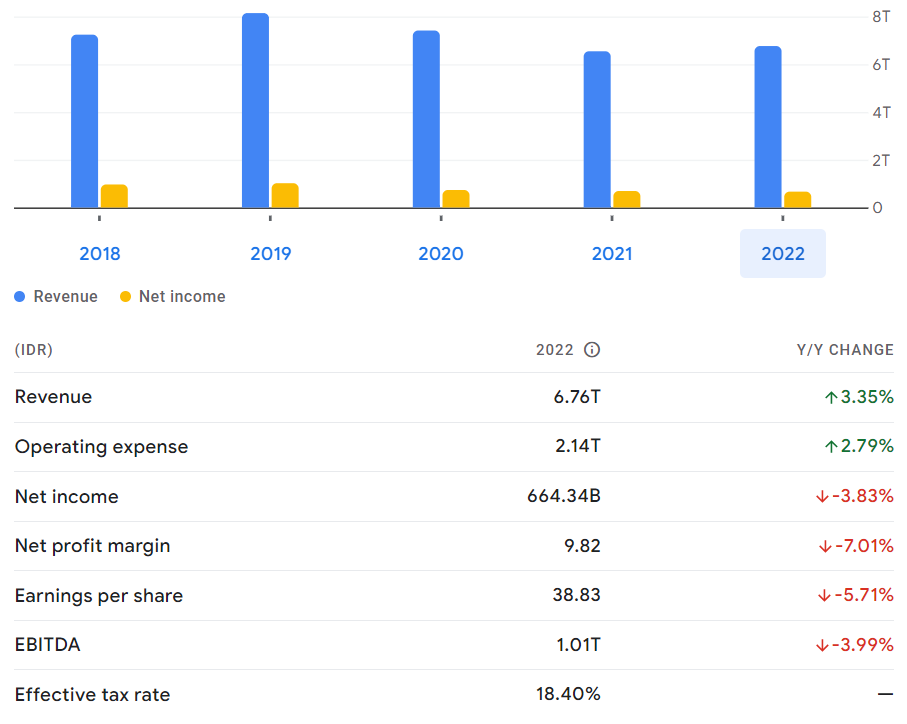 8T
6T
4T
2T
0
2018 2019 2020 2021 2022
Revenue Net income
(IDR) 2022 Y/Y CHANGE
Revenue 6.76T ↑3.35%
Operating expense 2.14T ↑2.79%
Net income 664.34B ↓-3.83%
Net profit margin 9.82 ↓-7.01%
Earnings per share 38.83 ↓-5.71%
EBITDA 1.01T ↓-3.99%
Effective tax rate 18.40% —